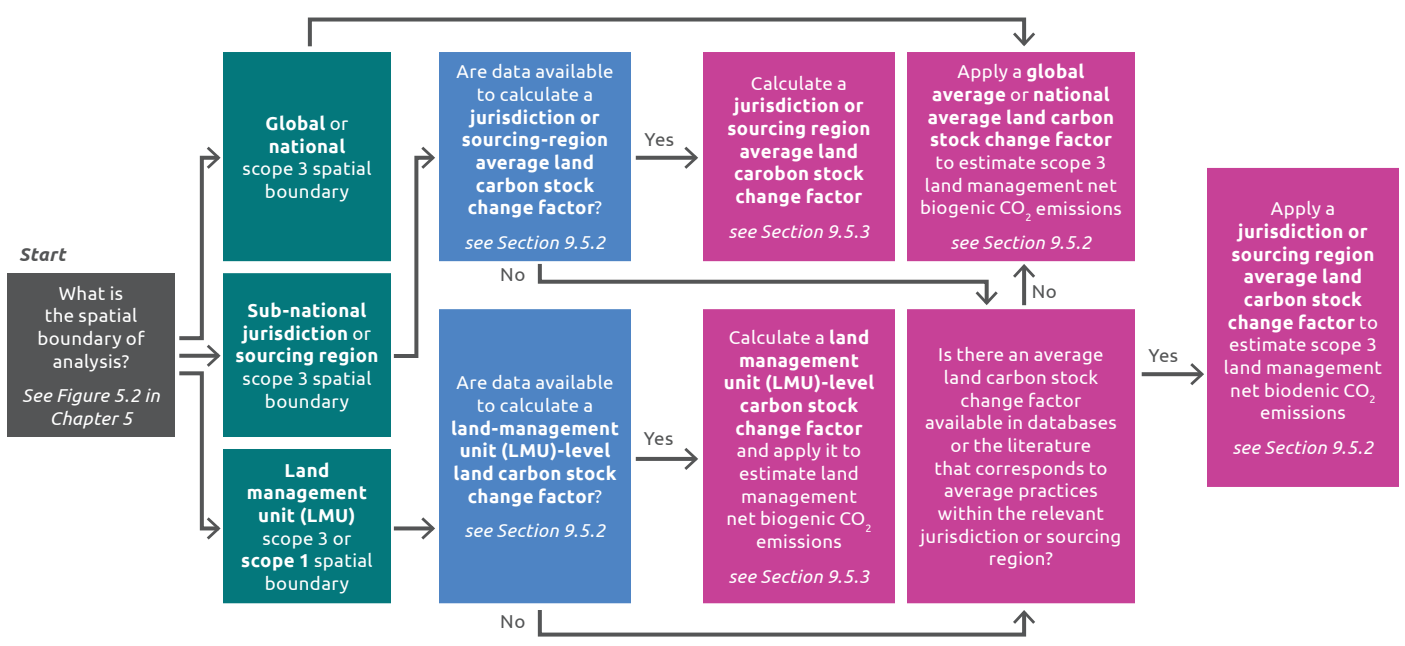 Start
What is
the spatial
boundary of
analysis?
See Figure 5.2 in
Chapter 5
Global or
national
scope 3 spatial
boundary
Sub-national
jurisdiction or
sourcing region
scope 3 spatial
boundary
Land
management
unit (LMU)
scope 3 or
scope 1 spatial
boundary
Are data available
to calculate a
jurisdiction or
sourcing-region
average land
carbon stock
change factor?
see Section 9.5.2
Yes
No
Calculate a
jurisdiction or
sourcing region
average land
carobon stock
change factor
see Section 9.5.3
Apply a global
average or national
average land carbon
stock change factor
to estimate scope 3
land management net
biogenic CO₂ emissions
see Section 9.5.2
No
Are data available
to calculate a
land-management
unit (LMU)-level
land carbon stock
change factor?
see Section 9.5.2
Yes
No
Calculate a land
management
unit (LMU)-level
carbon stock
change factor
and apply it to
estimate land
management
net biogenic CO₂
emissions
see Section 9.5.3
Is there an average
land carbon stock
change factor
available in databases
or the literature
that corresponds to
average practices
within the relevant
jurisdiction or sourcing
region?
Yes
Apply a
jurisdiction or
sourcing region
average land
carbon stock
change factor to
estimate scope 3
land management
net biodenic CO₂
emissions
see Section 9.5.2